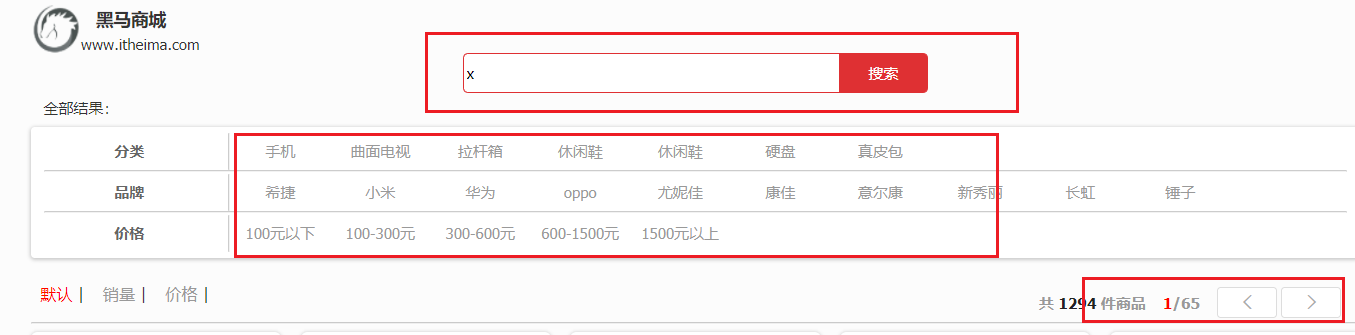 黑马商城
www.itheima.com
x 搜索
全部结果：
分类 手机 曲面电视 拉杆箱 休闲鞋 休闲鞋 硬盘 真皮包
品牌 希捷 小米 华为 oppo 尤妮佳 康佳 意尔康 新秀丽 长虹 锤子
价格 100元以下 100-300元 300-600元 600-1500元 1500元以上
默认 | 销量 | 价格 | 共 1294 件商品 1/65